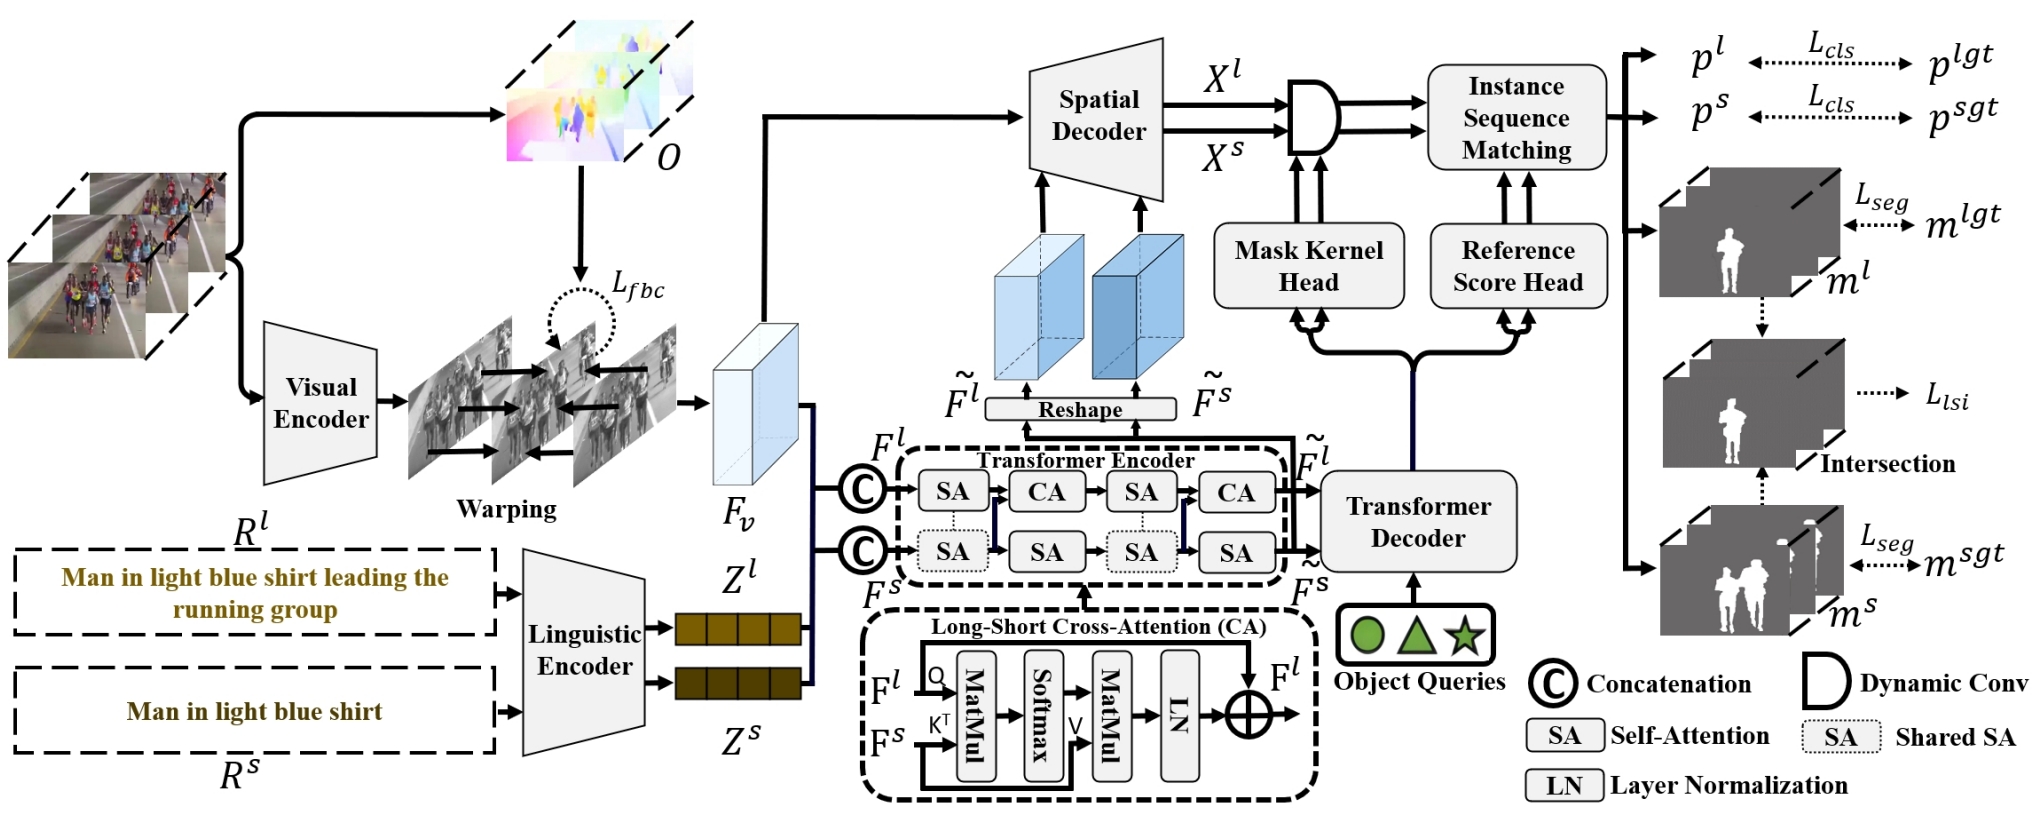 O
L_{fbc}
Visual
Encoder
Warping
F_v
R^l
Man in light blue shirt leading the
running group
Man in light blue shirt
R^s
Linguistic
Encoder
Z^l
Z^s
F^l
C
C
F^s
Transformer Encoder
SA
CA
SA
CA
SA
SA
SA
SA
F̃^l
F̃^s
Reshape
F̃^l
F̃^s
Long-Short Cross-Attention (CA)
F^l
Q
F^s
K^T
MatMul
Softmax
V
MatMul
LN
F^l
Spatial
Decoder
X^l
X^s
Instance
Sequence
Matching
Mask Kernel
Head
Reference
Score Head
Transformer
Decoder
Object Queries
p^l
L_{cls}
p^{lgt}
p^s
L_{cls}
p^{sgt}
L_{seg}
m^{lgt}
m^l
L_{lsi}
Intersection
L_{seg}
m^{sgt}
m^s
C Concatenation
Dynamic Conv
SA Self-Attention
SA Shared SA
LN Layer Normalization